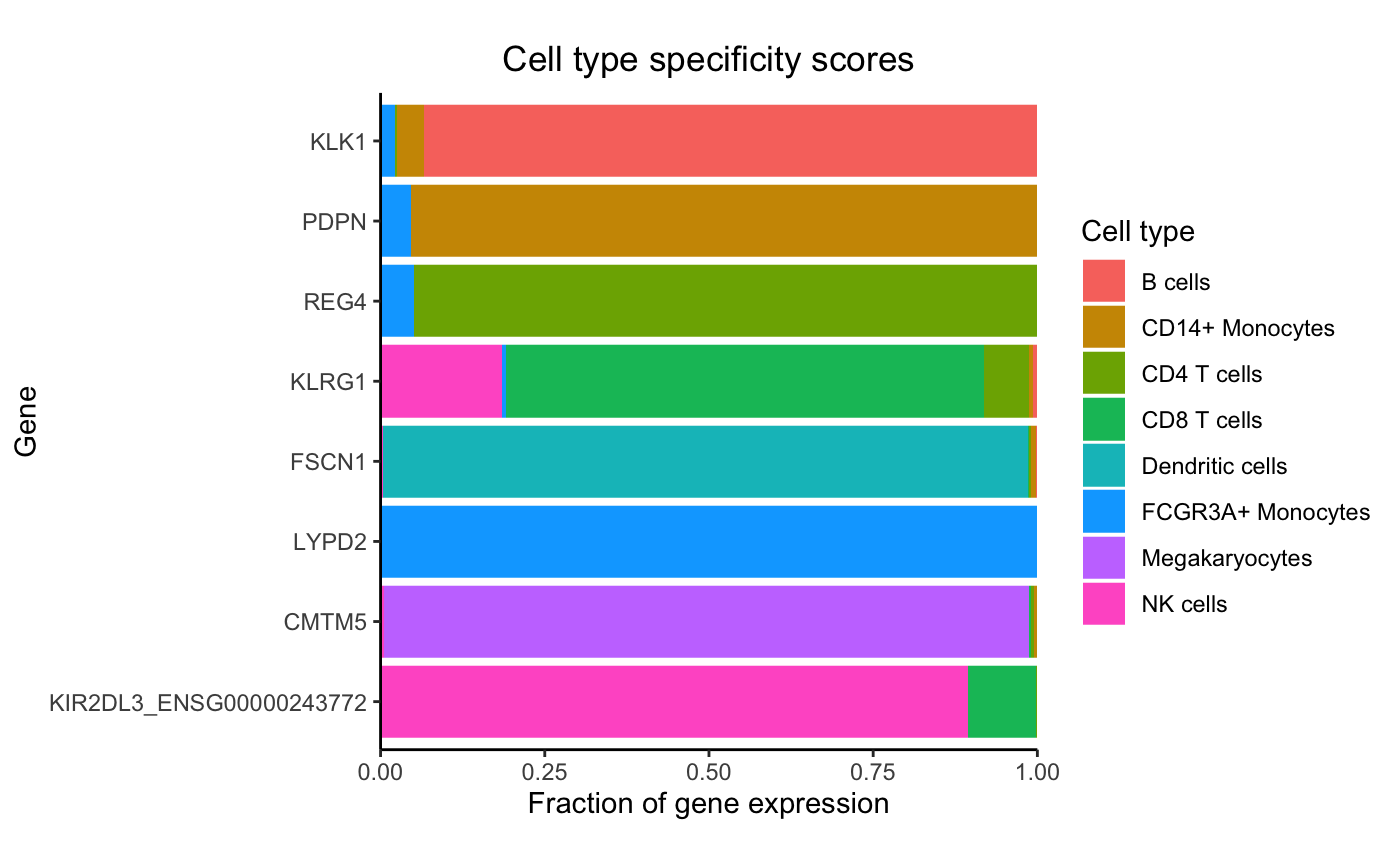 Cell type specificity scores
Gene
KLK1
PDPN
REG4
KLRG1
FSCN1
LYPD2
CMTM5
KIR2DL3_ENSG00000243772
0.00 0.25 0.50 0.75 1.00
Fraction of gene expression
Cell type
B cells
CD14+ Monocytes
CD4 T cells
CD8 T cells
Dendritic cells
FCGR3A+ Monocytes
Megakaryocytes
NK cells